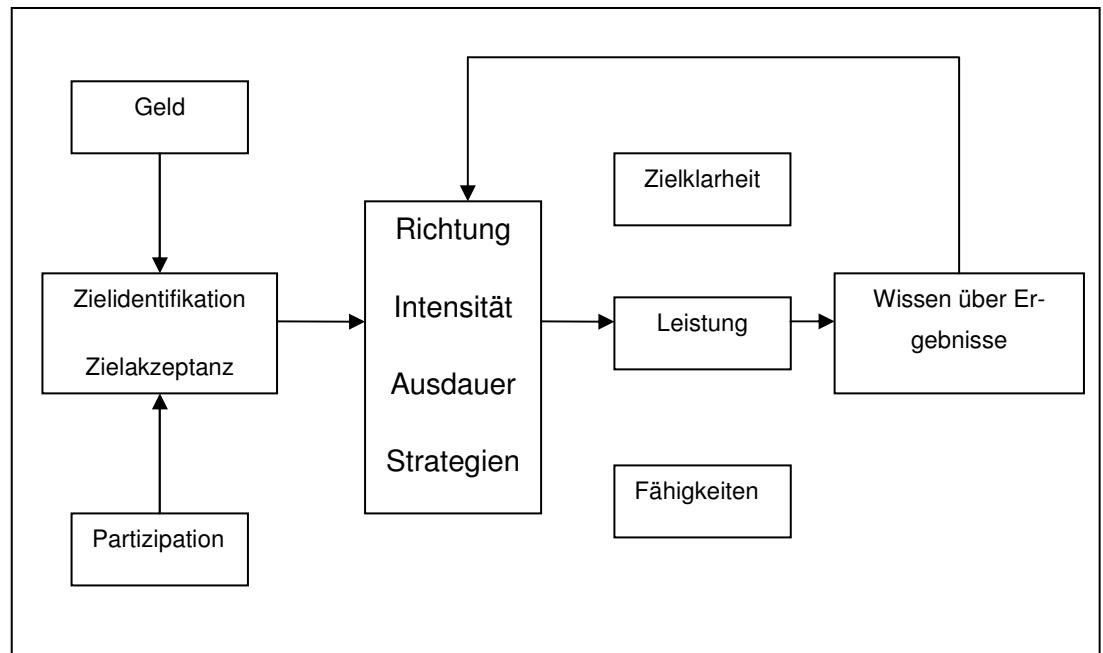 Geld
Zielidentifikation
Zielakzeptanz
Partizipation
Richtung
Intensität
Ausdauer
Strategien
Zielklarheit
Leistung
Fähigkeiten
Wissen über Er-
gebnisse